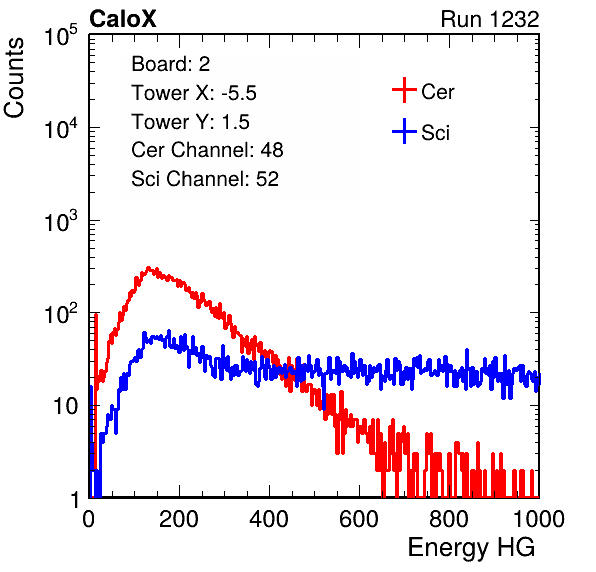 CaloX Run 1232
10^5
Counts
Board: 2
Tower X: -5.5
Tower Y: 1.5
Cer Channel: 48
Sci Channel: 52
Cer
Sci
10^4
10^3
10^2
10
1
0 200 400 600 800 1000
Energy HG